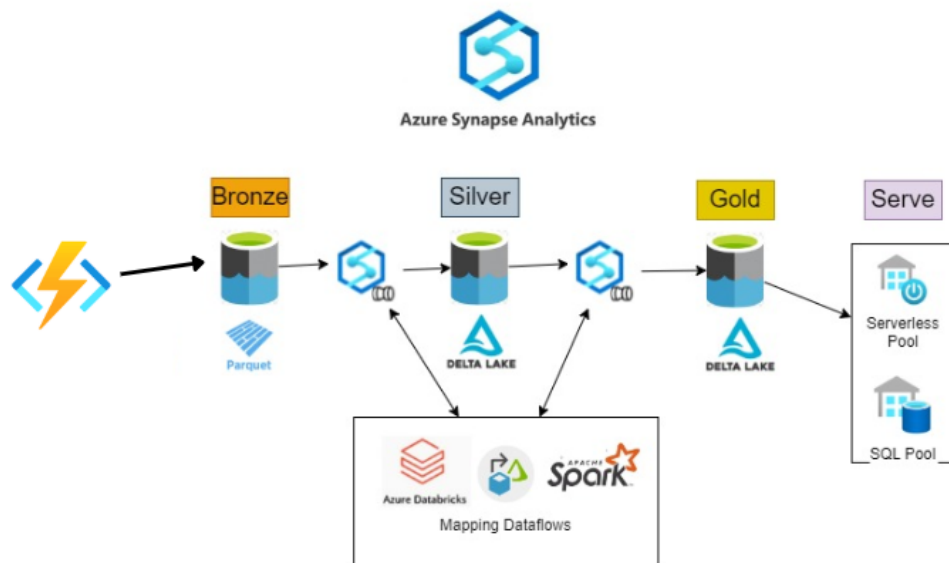 Azure Synapse Analytics
Bronze
Silver
Gold
Serve
Parquet
DELTA LAKE
DELTA LAKE
Serverless
Pool
SQL Pool
Azure Databricks
APACHE
Spark
Mapping Dataflows